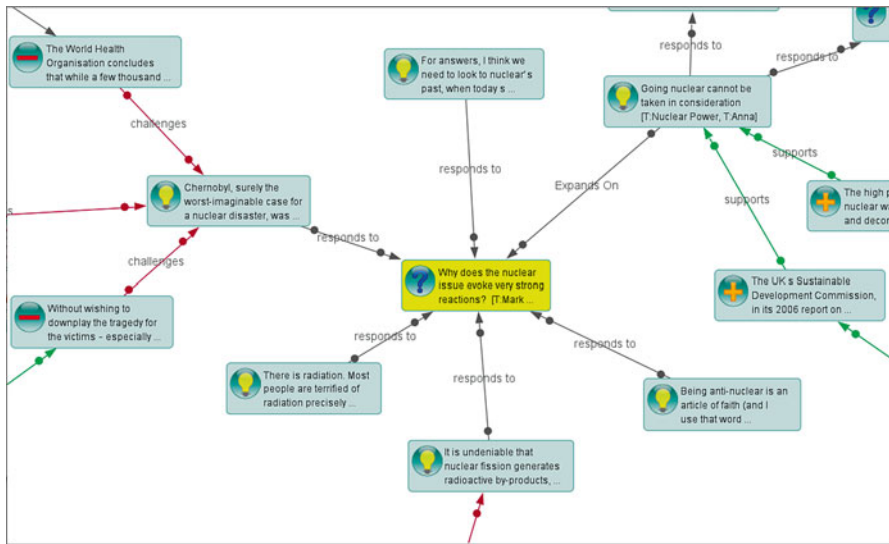 responds to
The World Health
Organisation concludes
that while a few thousand ...
For answers, I think we
need to look to nuclear's
past, when today s ...
responds to
Going nuclear cannot be
taken in consideration
[T:Nuclear Power, T:Anna]
challenges
responds to
supports
Chernobyl, surely the
worst-imaginable case for
a nuclear disaster, was ...
Expands On
The high p
nuclear wa
and decor
supports
responds to
challenges
Why does the nuclear
issue evoke very strong
reactions? [T:Mark ...
The UK s Sustainable
Development Commission,
in its 2006 report on ...
Without wishing to
downplay the tragedy for
the victims – especially ...
responds to
responds to
responds to
There is radiation. Most
people are terrified of
radiation precisely ...
Being anti-nuclear is an
article of faith (and I
use that word ...
It is undeniable that
nuclear fission generates
radioactive by-products, ...